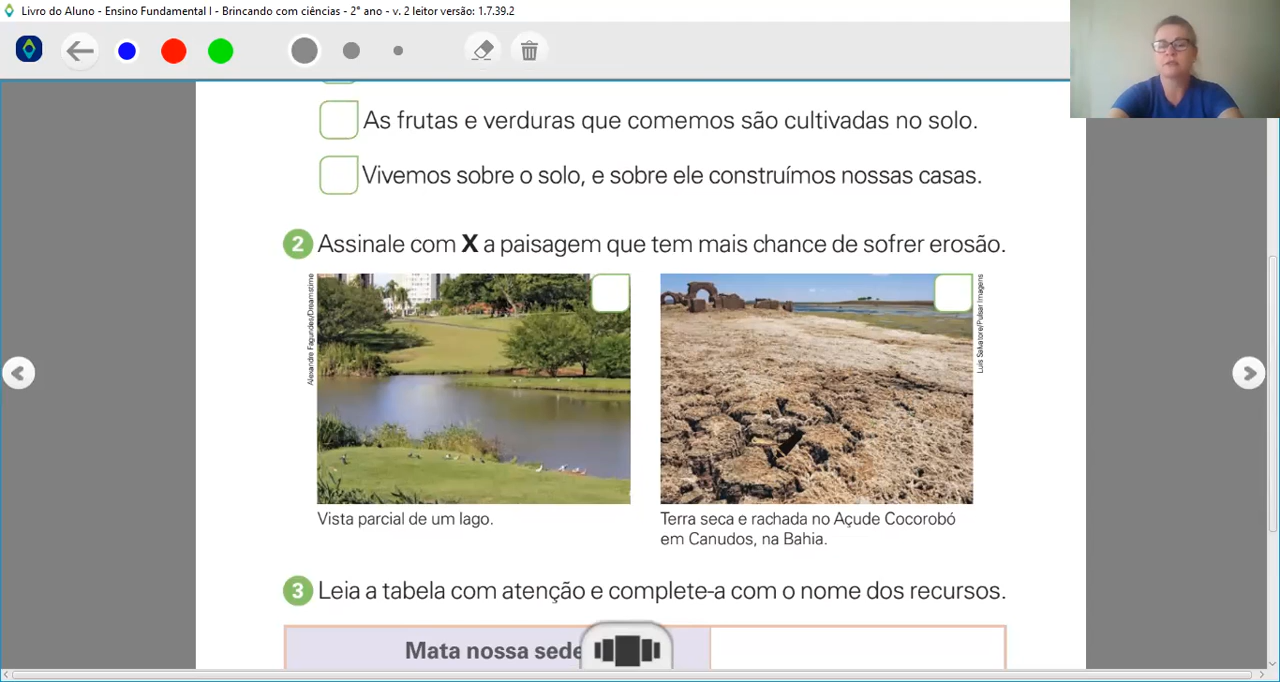 Livro do Aluno - Ensino Fundamental I - Brincando com ciências - 2° ano - v. 2 leitor versão: 1.7.39.2
As frutas e verduras que comemos são cultivadas no solo.
Vivemos sobre o solo, e sobre ele construímos nossas casas.
2 Assinale com X a paisagem que tem mais chance de sofrer erosão.
Alexandre Fagundes/Dreamstime
Luis Salvatore/Pulsar Imagens
Vista parcial de um lago.
Terra seca e rachada no Açude Cocorobó
em Canudos, na Bahia.
3 Leia a tabela com atenção e complete-a com o nome dos recursos.
Mata nossa sede